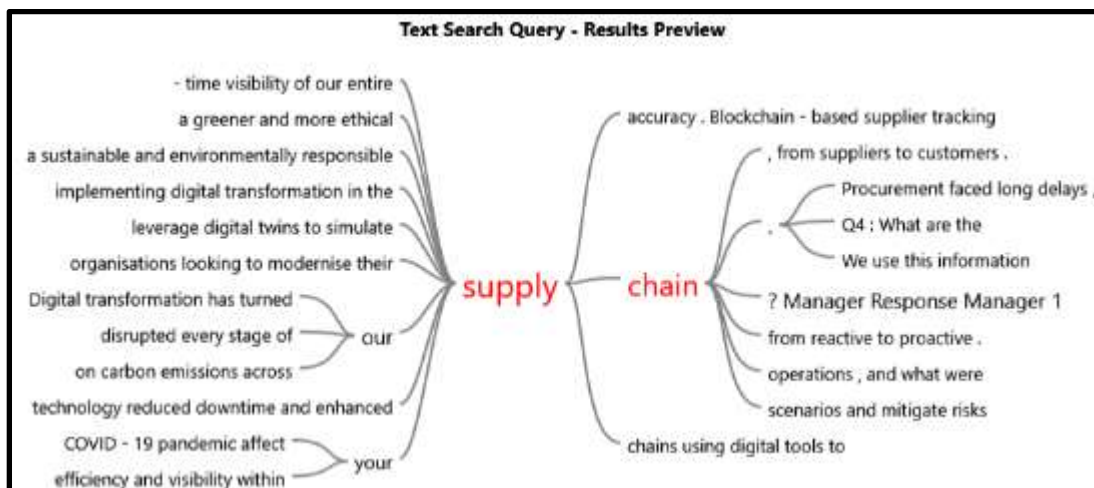 Text Search Query - Results Preview
- time visibility of our entire
a greener and more ethical
a sustainable and environmentally responsible
implementing digital transformation in the
leverage digital twins to simulate
organisations looking to modernise their
Digital transformation has turned
disrupted every stage of
on carbon emissions across
our
technology reduced downtime and enhanced
COVID - 19 pandemic affect
efficiency and visibility within
your
supply
accuracy . Blockchain - based supplier tracking
chain
, from suppliers to customers .
.
Procurement faced long delays ,
Q4 : What are the
We use this information
? Manager Response Manager 1
from reactive to proactive .
operations , and what were
scenarios and mitigate risks
chains using digital tools to